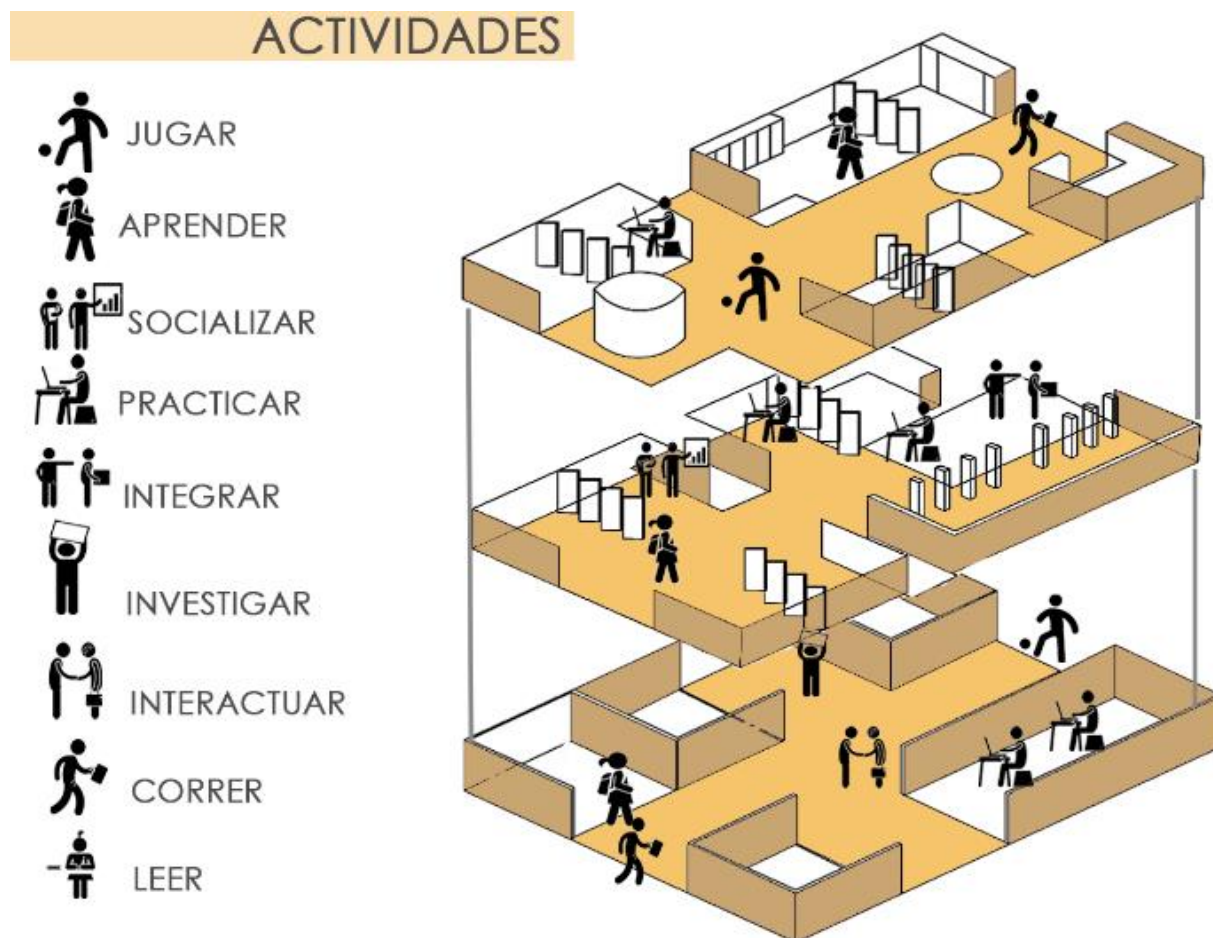 ACTIVIDADES
JUGAR
APRENDER
SOCIALIZAR
PRACTICAR
INTEGRAR
INVESTIGAR
INTERACTUAR
CORRER
LEER